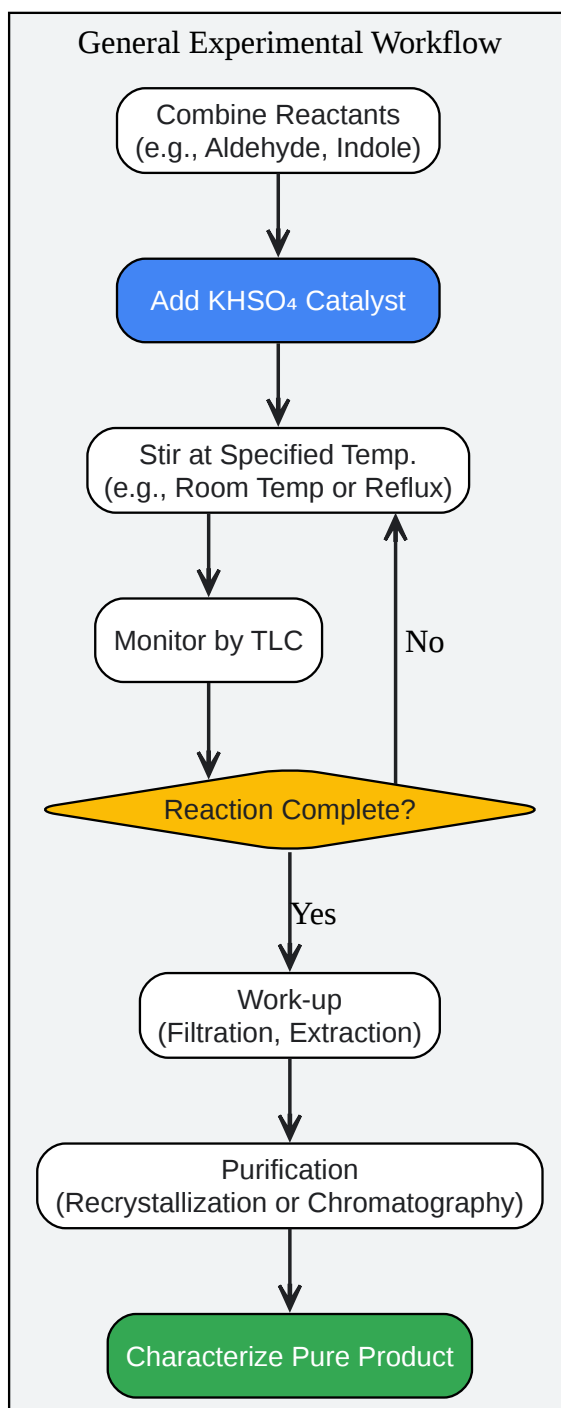 General Experimental Workflow
Combine Reactants
(e.g., Aldehyde, Indole)
Add KHSO₄ Catalyst
Stir at Specified Temp.
(e.g., Room Temp or Reflux)
Monitor by TLC
No
Reaction Complete?
Yes
Work-up
(Filtration, Extraction)
Purification
(Recrystallization or Chromatography)
Characterize Pure Product